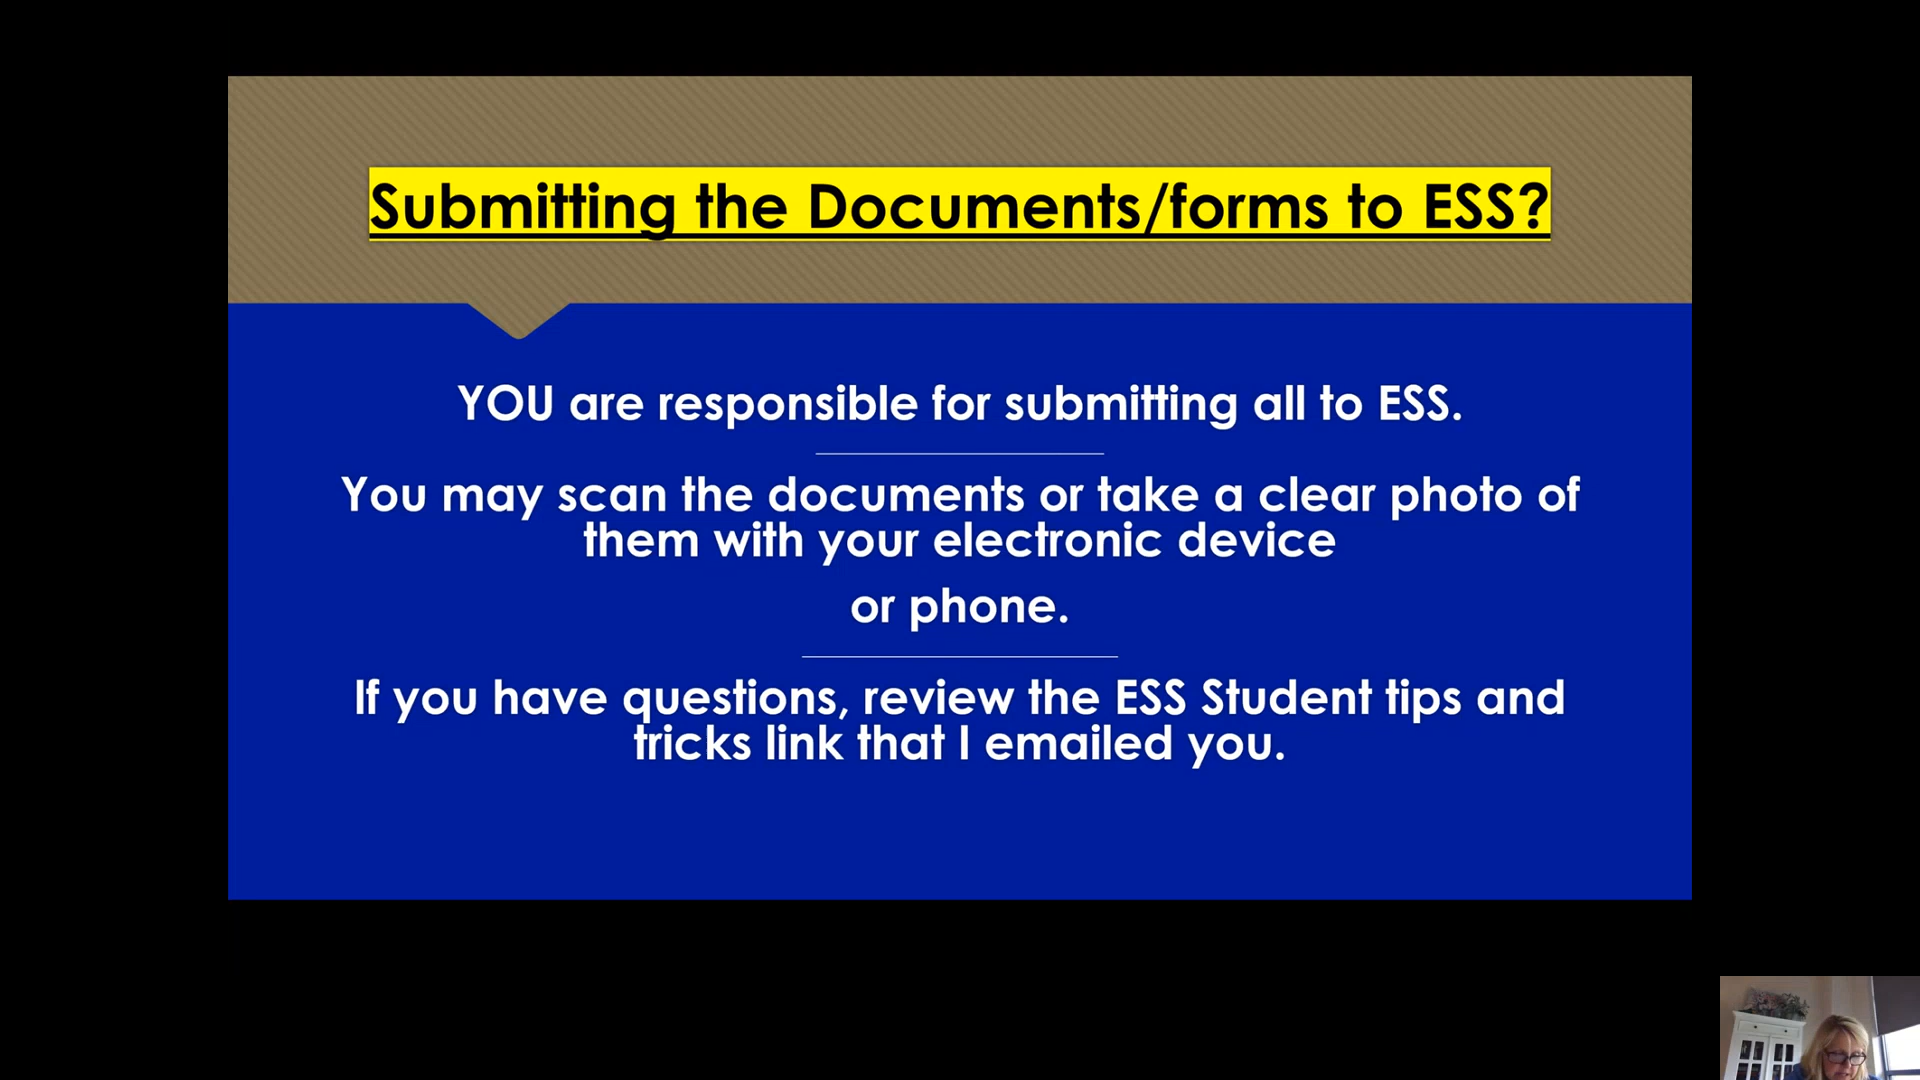 Submitting the Documents/forms to ESS?
YOU are responsible for submitting all to ESS.
You may scan the documents or take a clear photo of
them with your electronic device
or phone.
If you have questions, review the ESS Student tips and
tricks link that I emailed you.